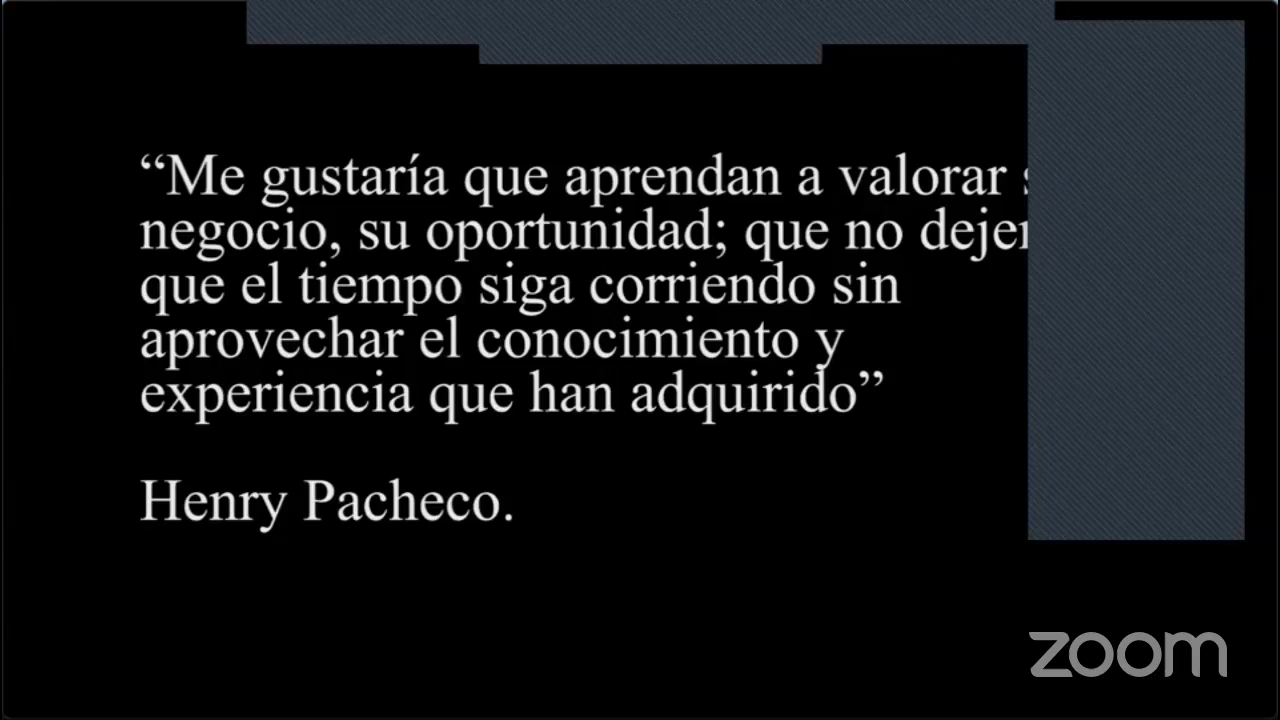 “Me gustaría que aprendan a valorar
negocio, su oportunidad; que no dejen
que el tiempo siga corriendo sin
aprovechar el conocimiento y
experiencia que han adquirido”
Henry Pacheco.
zoom